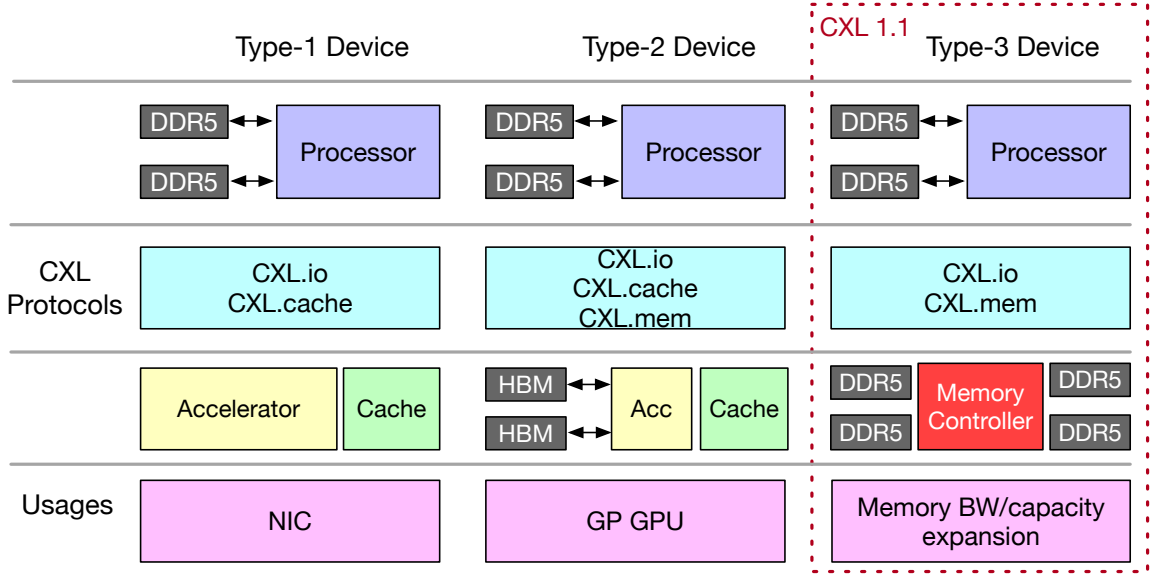 CXL 1.1
Type-1 Device
Type-2 Device
Type-3 Device
DDR5
DDR5
Processor
DDR5
DDR5
Processor
DDR5
DDR5
Processor
CXL
Protocols
CXL.io
CXL.cache
CXL.io
CXL.cache
CXL.mem
CXL.io
CXL.mem
Accelerator
Cache
HBM
HBM
Acc
Cache
DDR5
DDR5
Memory
Controller
DDR5
DDR5
Usages
NIC
GP GPU
Memory BW/capacity
expansion